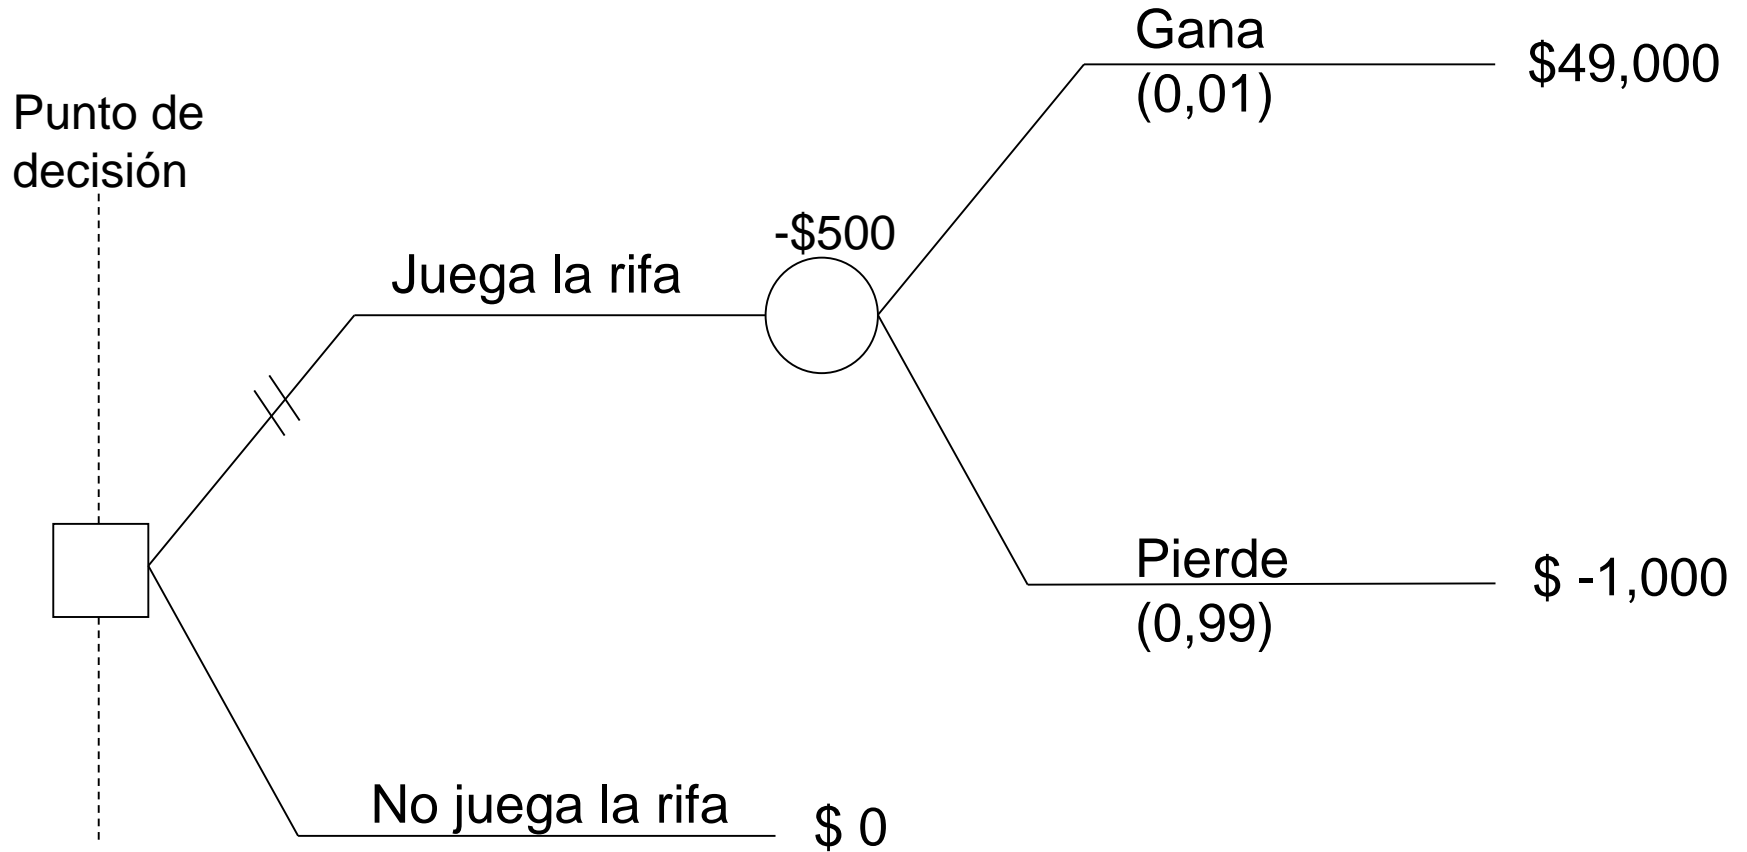 Gana
(0,01)
$49,000
Punto de
decisión
-$500
Juega la rifa
Pierde
(0,99)
$ -1,000
No juega la rifa
$ 0